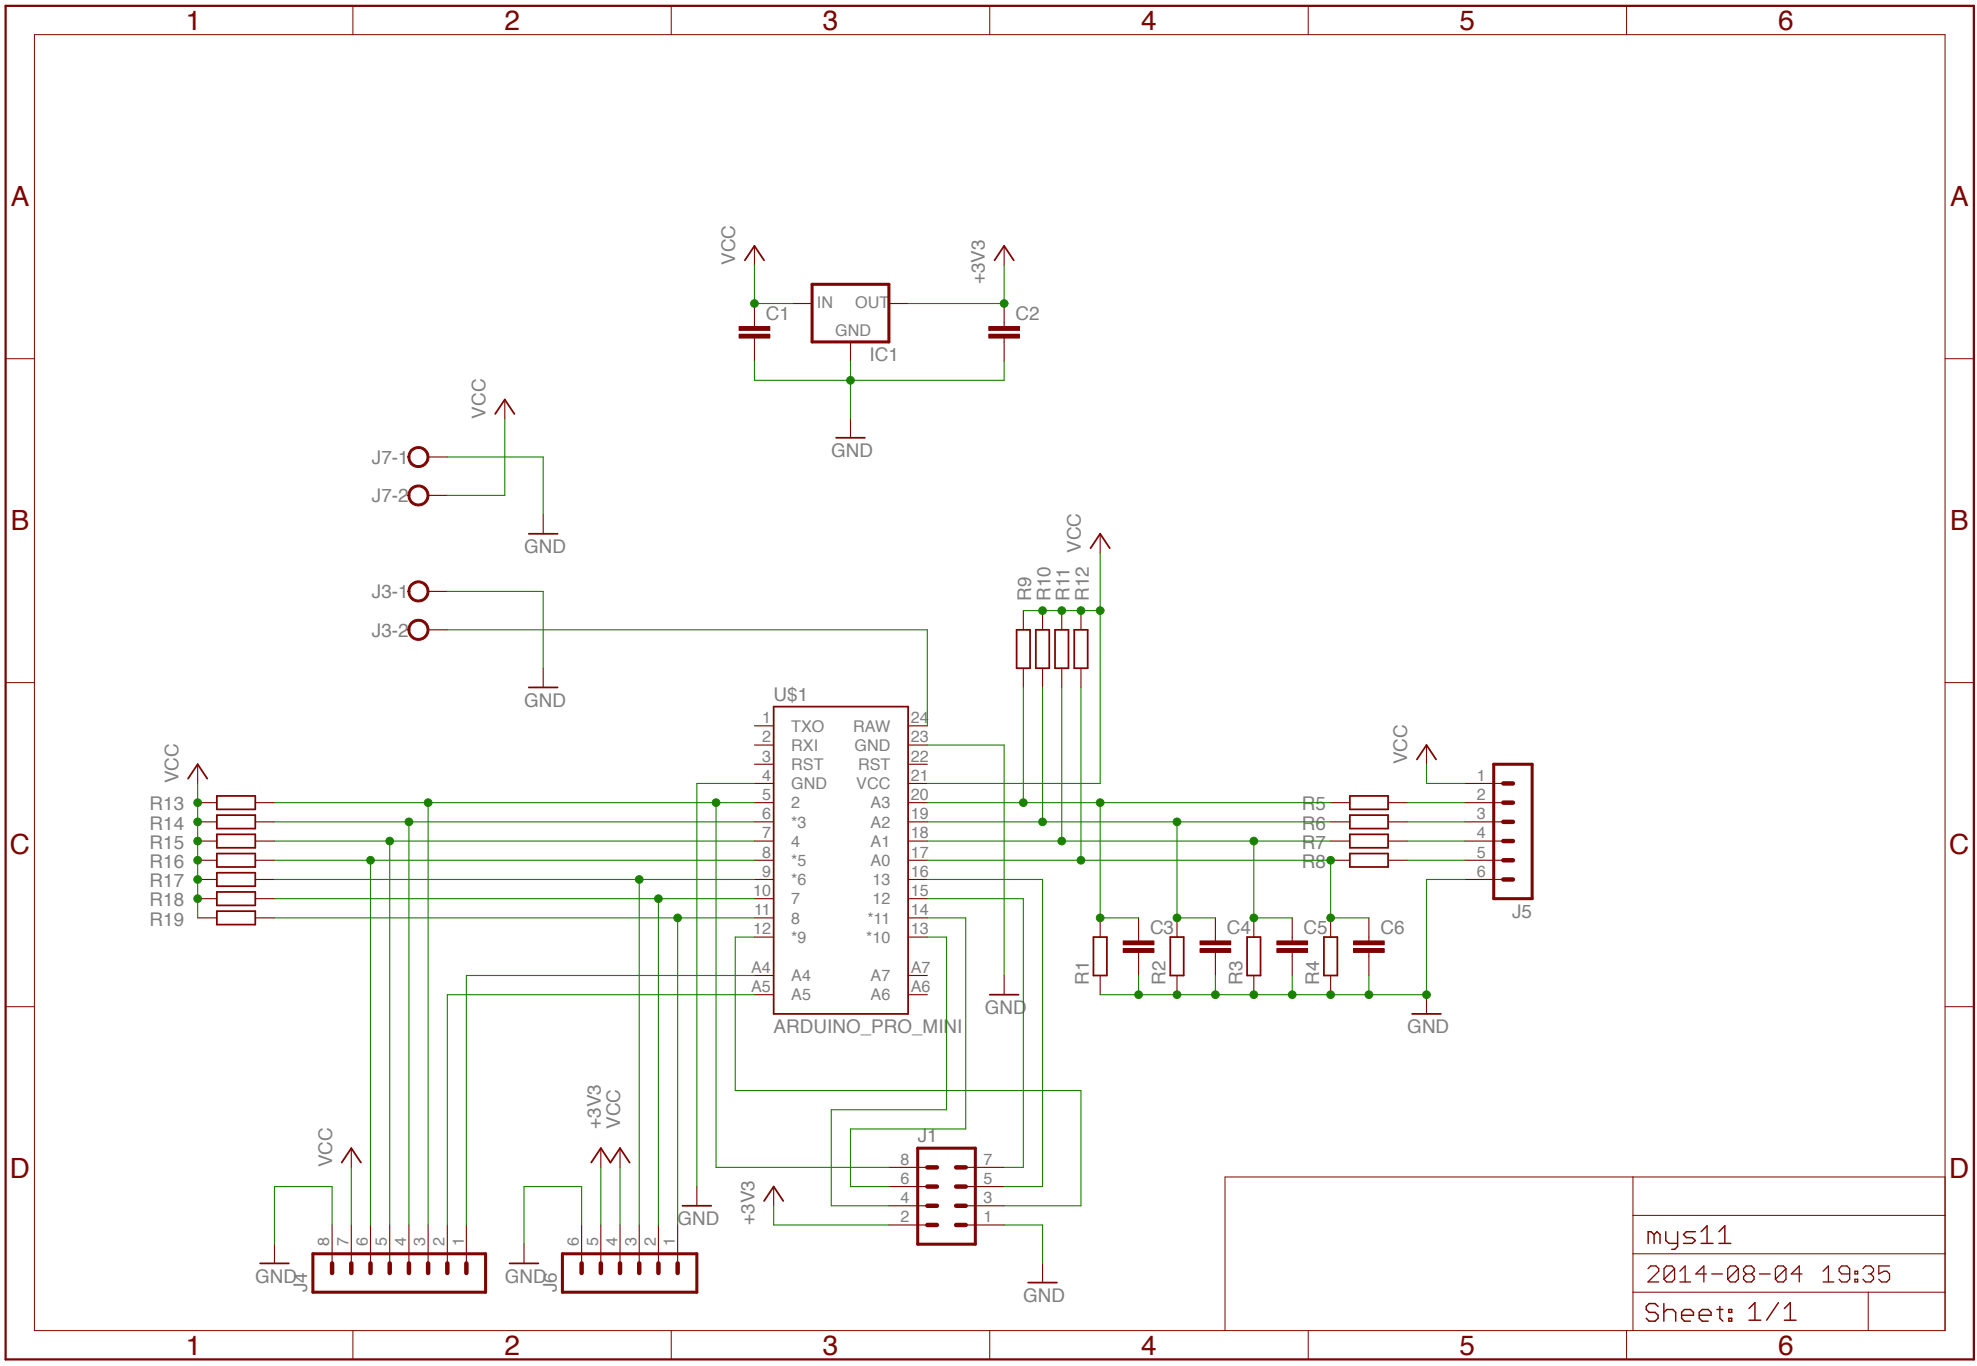 1 2 3 4 5 6
A A
VCC +3V3
IN OUT
C1 C2
GND
IC1
VCC
GND
J7-1
J7-2
B B
VCC
GND
R9 R10 R11 R12
J3-1
J3-2
GND
U$1
1 TXO RAW 24
2 RXI GND 23
3 RST RST 22
4 GND VCC 21
5 2 A3 20
6 *3 A2 19
7 4 A1 18
8 *5 A0 17
9 *6 13 16
10 7 12 15
11 8 *11 14
12 *9 *10 13
A4 A4 A7 A7
A5 A5 A6 A6
ARDUINO_PRO_MINI
VCC
R13
R14
R15
R16
R17
R18
R19
C C
VCC
R5
R6
R7
R8
1
2
3
4
5
6
J5
R1 C3 R2 C4 R3 C5 R4 C6
GND
GND
+3V3
VCC
VCC
D D
J1
8 7
6 5
4 3
2 1
+3V3
GND
GND
8 7 6 5 4 3 2 1
GND
J4
6 5 4 3 2 1
GND
J6
mys11
2014-08-04 19:35
Sheet: 1/1
1 2 3 4 5 6